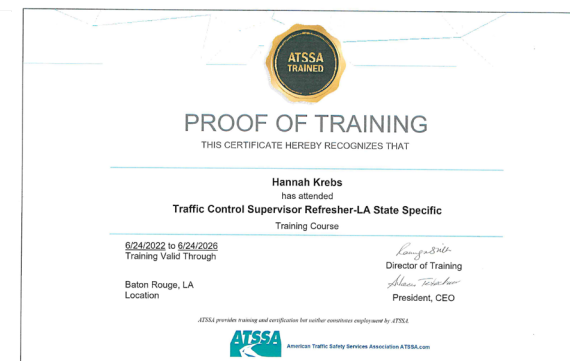 ATSSA
TRAINED
PROOF OF TRAINING
THIS CERTIFICATE HEREBY RECOGNIZES THAT
Hannah Krebs
has attended
Traffic Control Supervisor Refresher-LA State Specific
Training Course
6/24/2022 to 6/24/2026
Training Valid Through
Director of Training
Baton Rouge, LA
Location
President, CEO
ATSSA provides training and certification but neither constitutes employment by ATSSA.
ATSSA
American Traffic Safety Services Association ATSSA.com